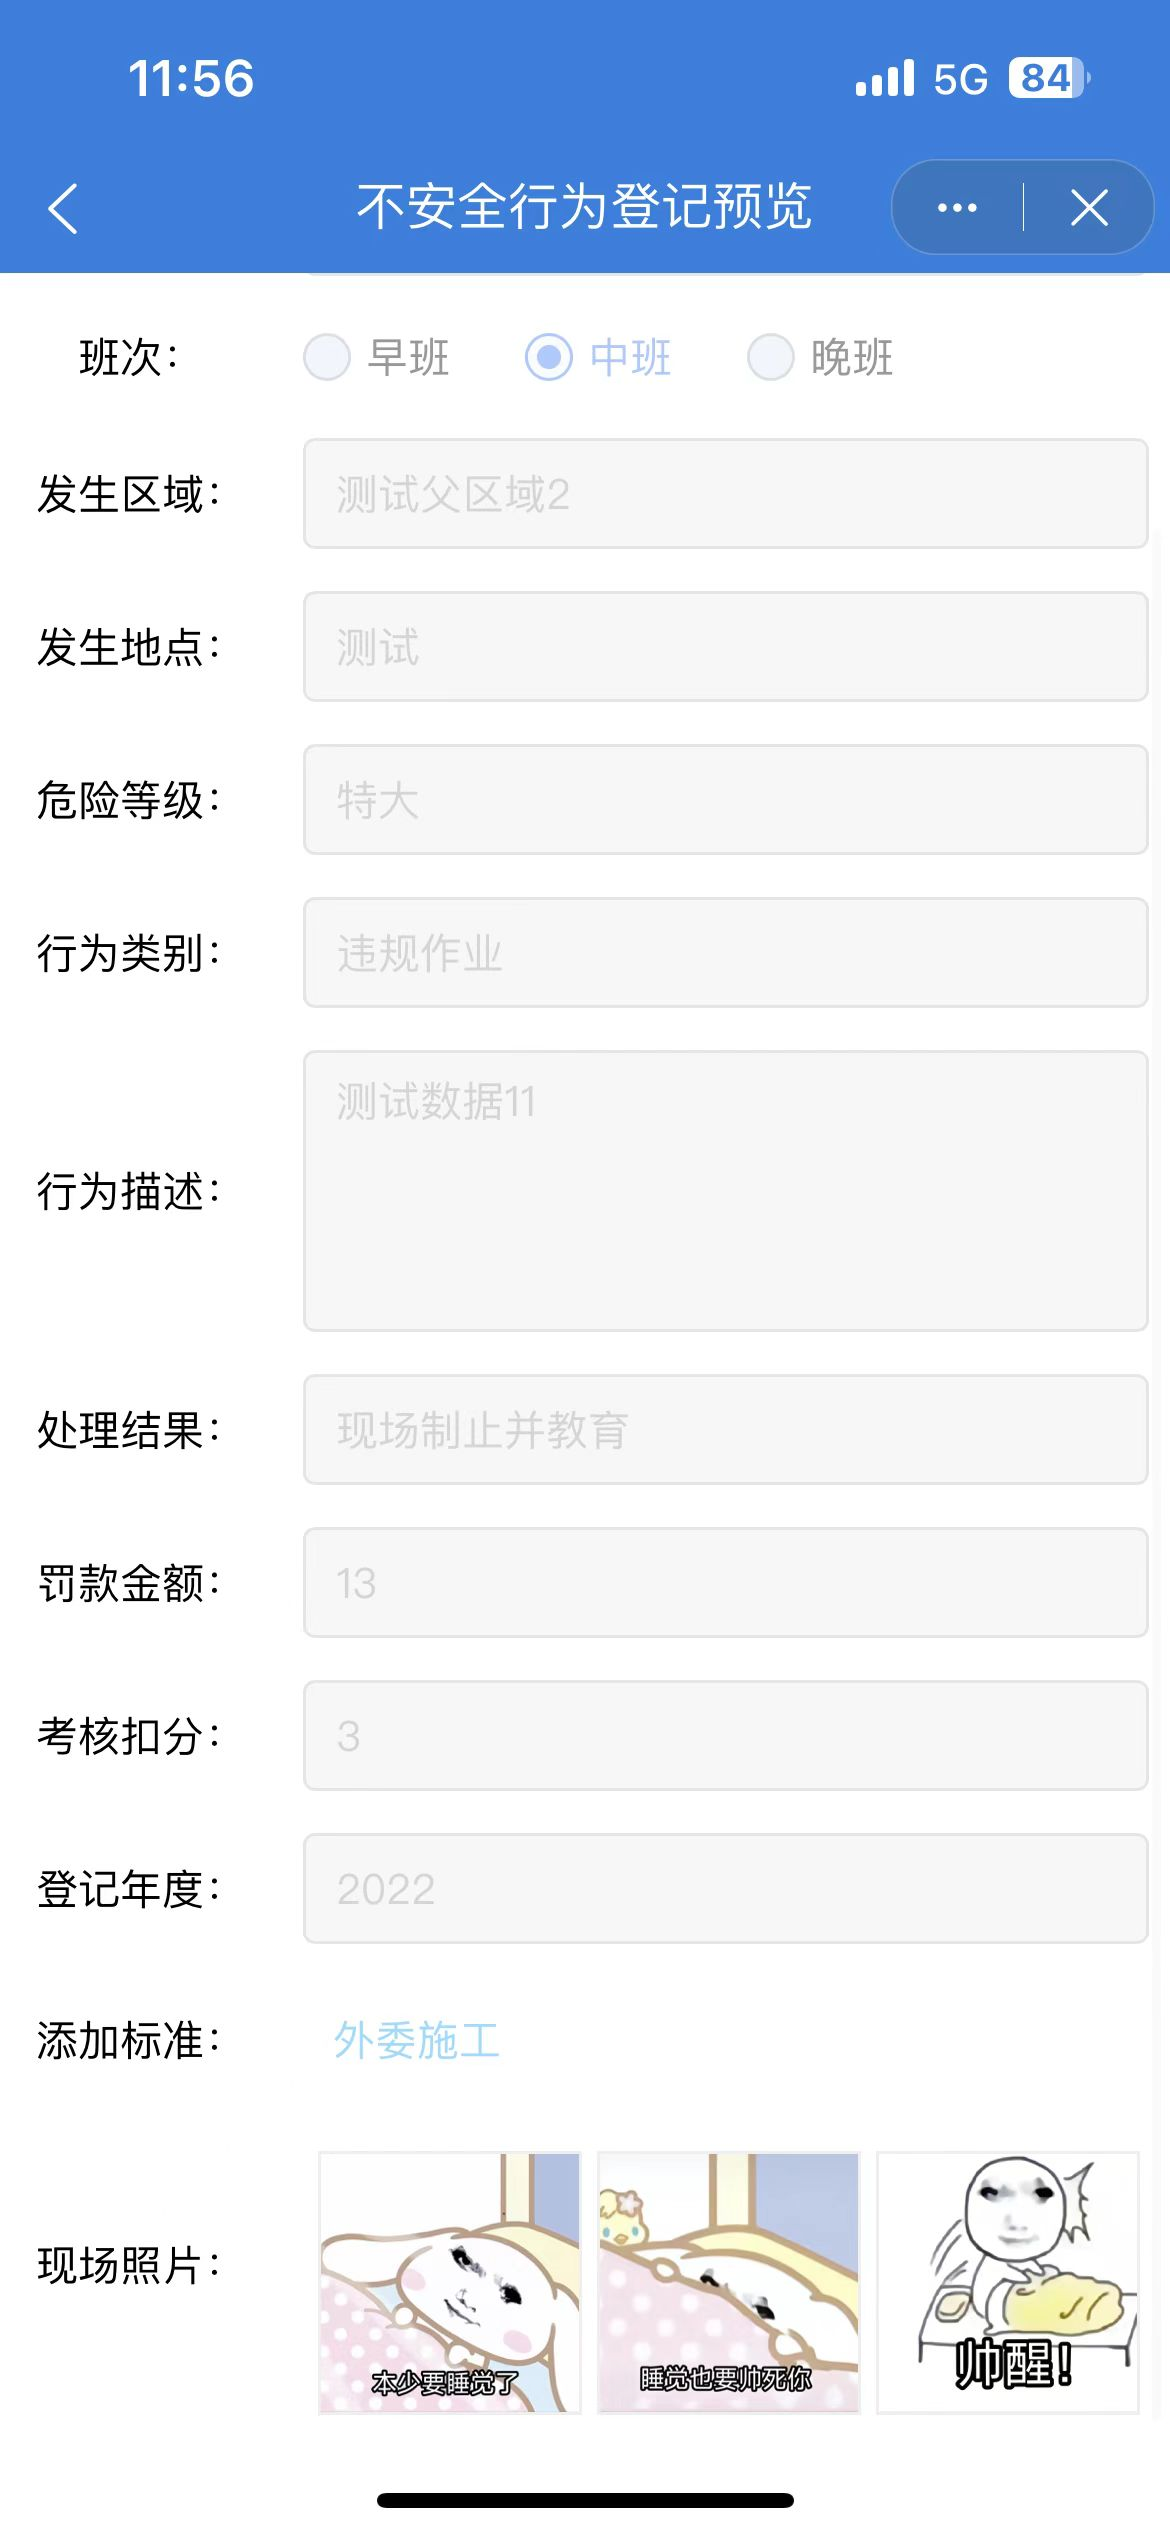 11:56 5G 84
不安全行为登记预览
班次： 早班 中班 晚班
发生区域： 测试父区域2
发生地点： 测试
危险等级： 特大
行为类别： 违规作业
行为描述： 测试数据11
处理结果： 现场制止并教育
罚款金额： 13
考核扣分： 3
登记年度： 2022
添加标准： 外委施工
现场照片：
本少要睡觉了
睡觉也要帅死你
帅醒！